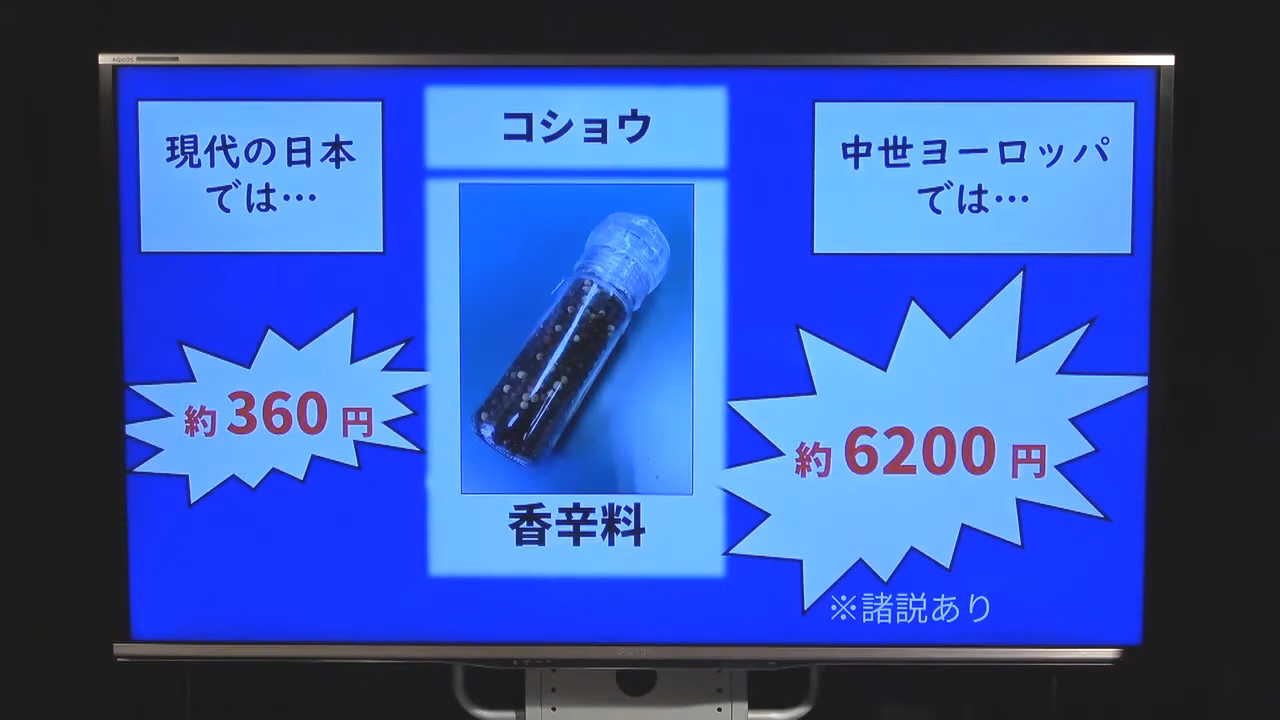 AQUOS
現代の日本
では…
コショウ
中世ヨーロッパ
では…
約360円
約6200円
香辛料
※諸説あり